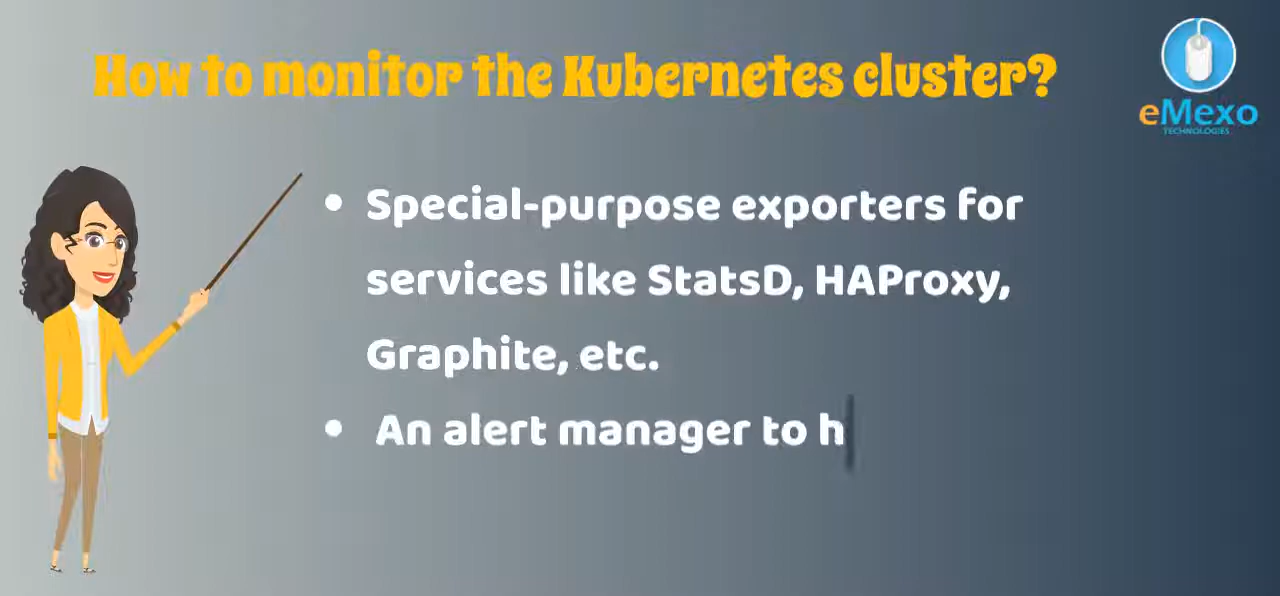 How to monitor the Kubernetes cluster?
eMexo
TECHNOLOGIES
• Special-purpose exporters for
services like StatsD, HAProxy,
Graphite, etc.
• An alert manager to h